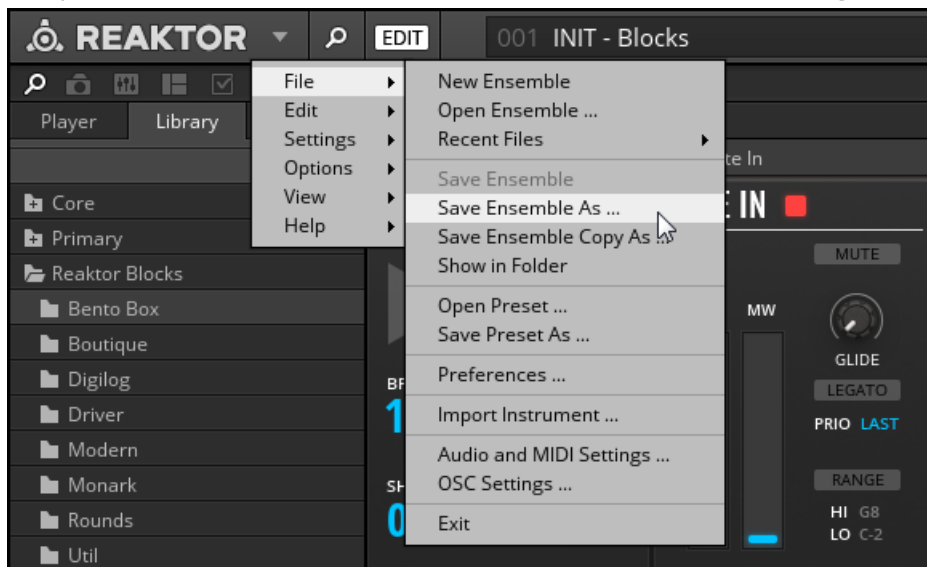 REAKTOR
EDIT
001 INIT - Blocks
Player
Library
File
Edit
Settings
Options
View
Help
New Ensemble
Open Ensemble ...
Recent Files
Save Ensemble
Save Ensemble As ...
Save Ensemble Copy As ...
Show in Folder
Open Preset ...
Save Preset As ...
Preferences ...
Import Instrument ...
Audio and MIDI Settings ...
OSC Settings ...
Exit
Core
Primary
Reaktor Blocks
Bento Box
Boutique
Digilog
Driver
Modern
Monark
Rounds
Util
In
IN
MUTE
MW
GLIDE
LEGATO
PRIO LAST
RANGE
HI G8
LO C-2